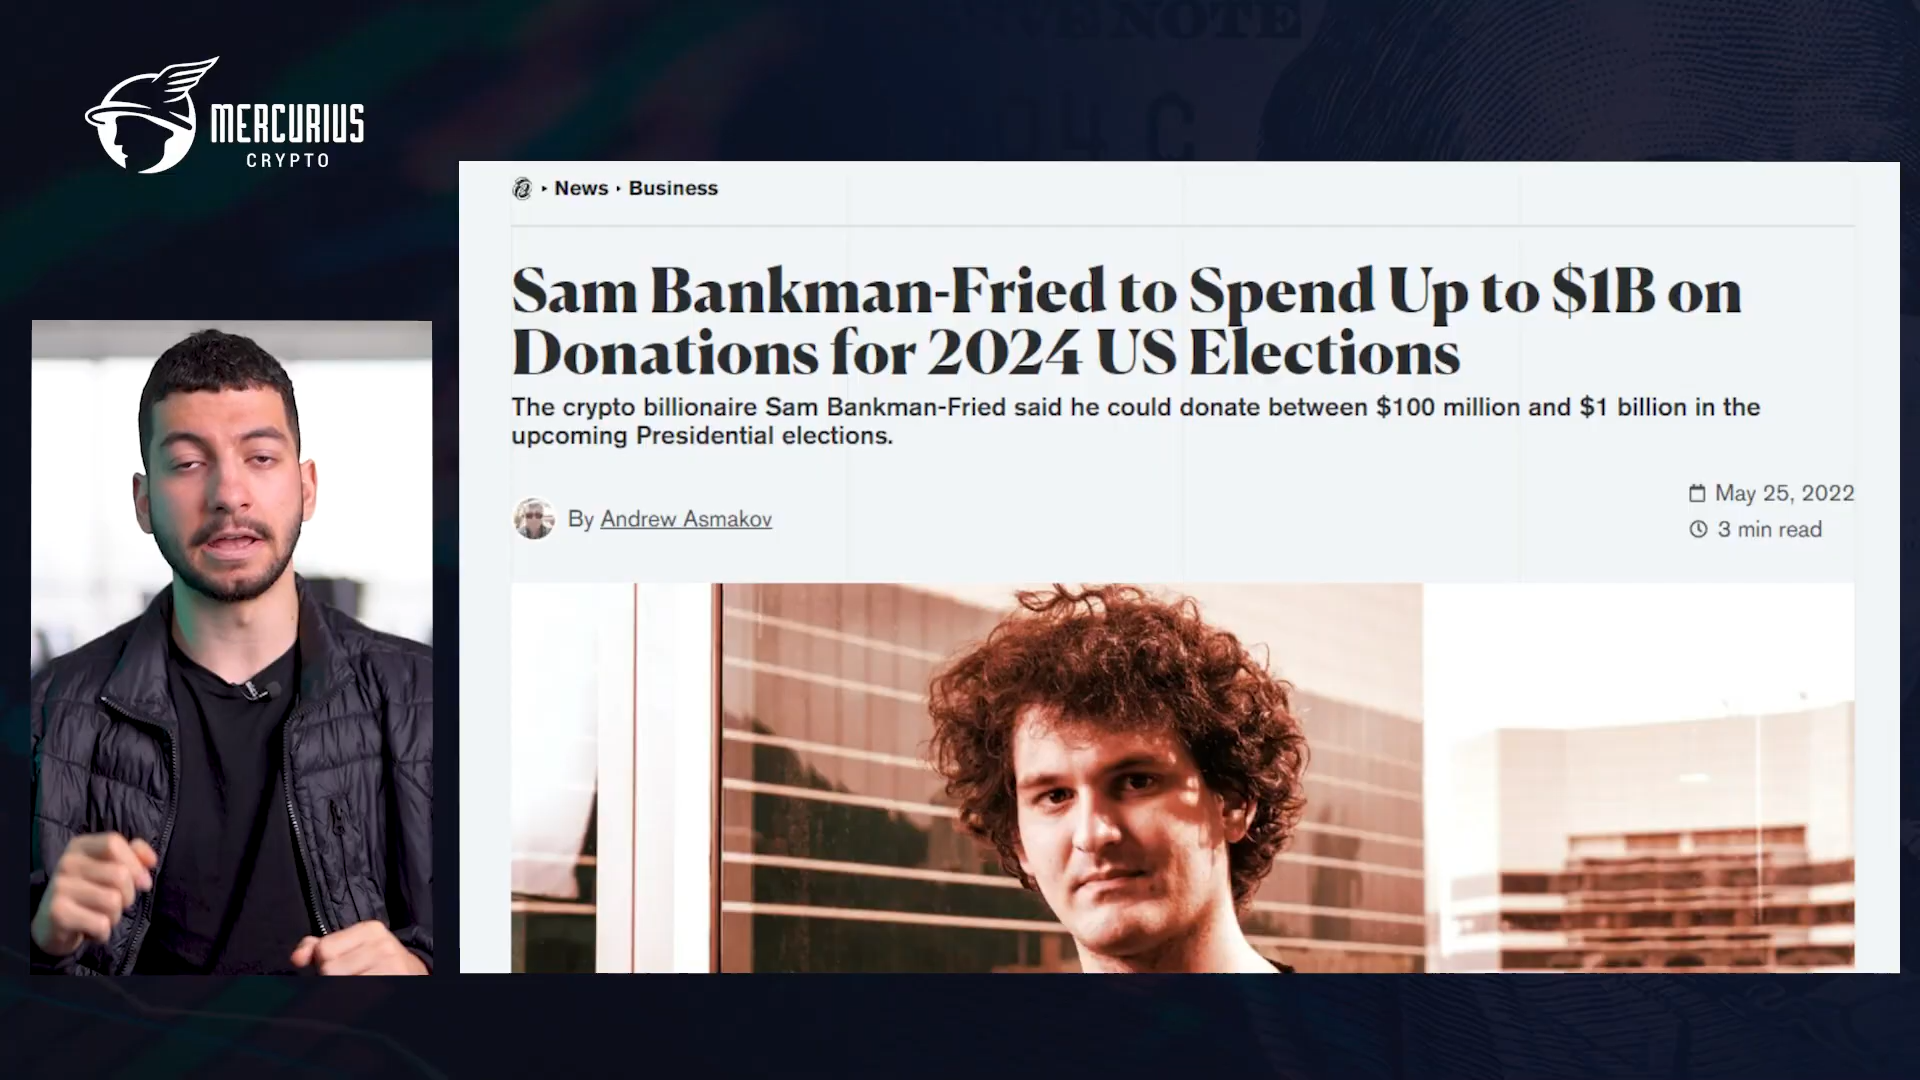 MERCURIUS
CRYPTO
News · Business
Sam Bankman-Fried to Spend Up to $1B on
Donations for 2024 US Elections
The crypto billionaire Sam Bankman-Fried said he could donate between $100 million and $1 billion in the
upcoming Presidential elections.
By Andrew Asmakov
May 25, 2022
3 min read